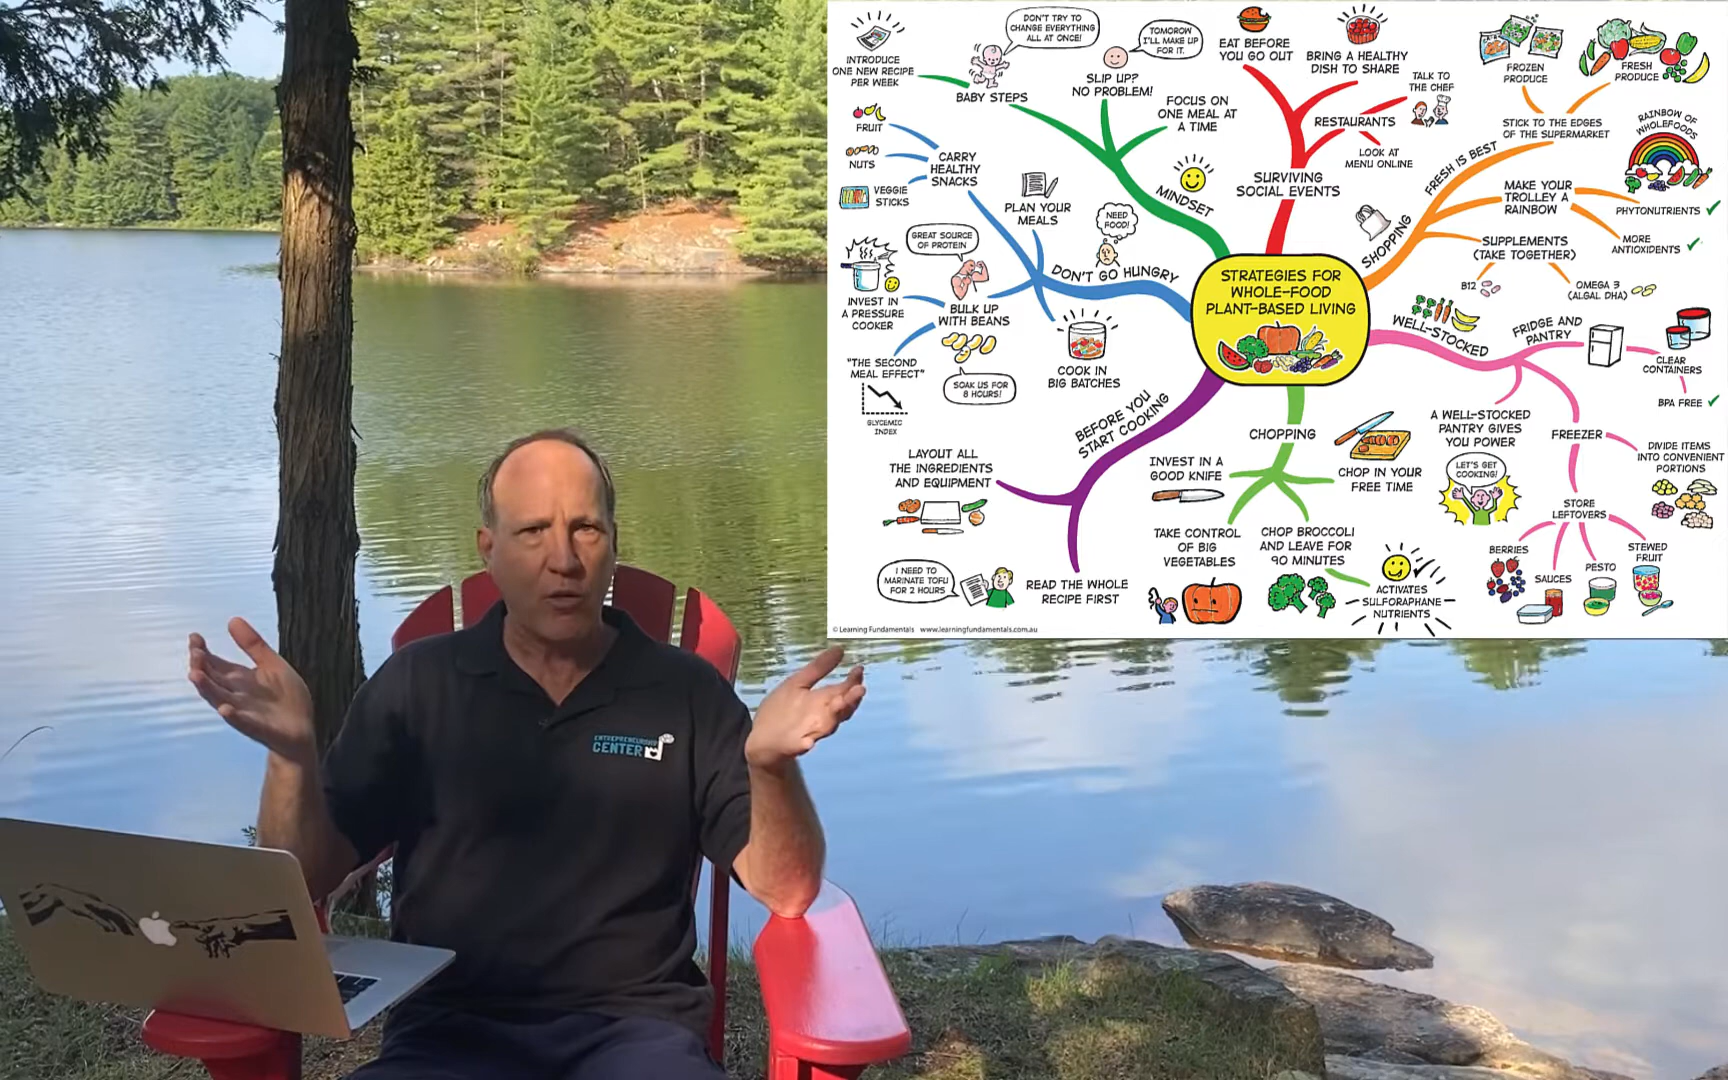 INTRODUCE
ONE NEW RECIPE
PER WEEK
DON'T TRY TO
CHANGE EVERYTHING
ALL AT ONCE!
BABY STEPS
TOMOROW
I'LL MAKE UP
FOR IT.
SLIP UP?
NO PROBLEM!
FOCUS ON
ONE MEAL AT
A TIME
MINDSET
EAT BEFORE
YOU GO OUT
BRING A HEALTHY
DISH TO SHARE
TALK TO
THE CHEF
RESTAURANTS
LOOK AT
MENU ONLINE
SURVIVING
SOCIAL EVENTS
FROZEN
PRODUCE
FRESH
PRODUCE
STICK TO THE EDGES
OF THE SUPERMARKET
FRESH IS BEST
RAINBOW OF
WHOLEFOODS
MAKE YOUR
TROLLEY A
RAINBOW
PHYTONUTRIENTS
MORE
ANTIOXIDENTS
SHOPPING
SUPPLEMENTS
(TAKE TOGETHER)
B12
OMEGA 3
(ALGAL DHA)
FRUIT
NUTS
VEGGIE
STICKS
CARRY
HEALTHY
SNACKS
PLAN YOUR
MEALS
NEED
FOOD!
DON'T GO HUNGRY
GREAT SOURCE
OF PROTEIN
INVEST IN
A PRESSURE
COOKER
BULK UP
WITH BEANS
"THE SECOND
MEAL EFFECT"
GLYCEMIC
INDEX
SOAK US FOR
8 HOURS!
COOK IN
BIG BATCHES
STRATEGIES FOR
WHOLE-FOOD
PLANT-BASED LIVING
WELL-STOCKED
FRIDGE AND
PANTRY
CLEAR
CONTAINERS
BPA FREE
A WELL-STOCKED
PANTRY GIVES
YOU POWER
LET'S GET
COOKING!
FREEZER
DIVIDE ITEMS
INTO CONVENIENT
PORTIONS
STORE
LEFTOVERS
BERRIES
SAUCES
PESTO
STEWED
FRUIT
BEFORE YOU
START COOKING
LAYOUT ALL
THE INGREDIENTS
AND EQUIPMENT
I NEED TO
MARINATE TOFU
FOR 2 HOURS
READ THE WHOLE
RECIPE FIRST
CHOPPING
INVEST IN A
GOOD KNIFE
CHOP IN YOUR
FREE TIME
TAKE CONTROL
OF BIG
VEGETABLES
CHOP BROCCOLI
AND LEAVE FOR
90 MINUTES
ACTIVATES
SULFORAPHANE
NUTRIENTS
© Learning Fundamentals www.learningfundamentals.com.au
ENTREPRENEURSHIP
CENTER